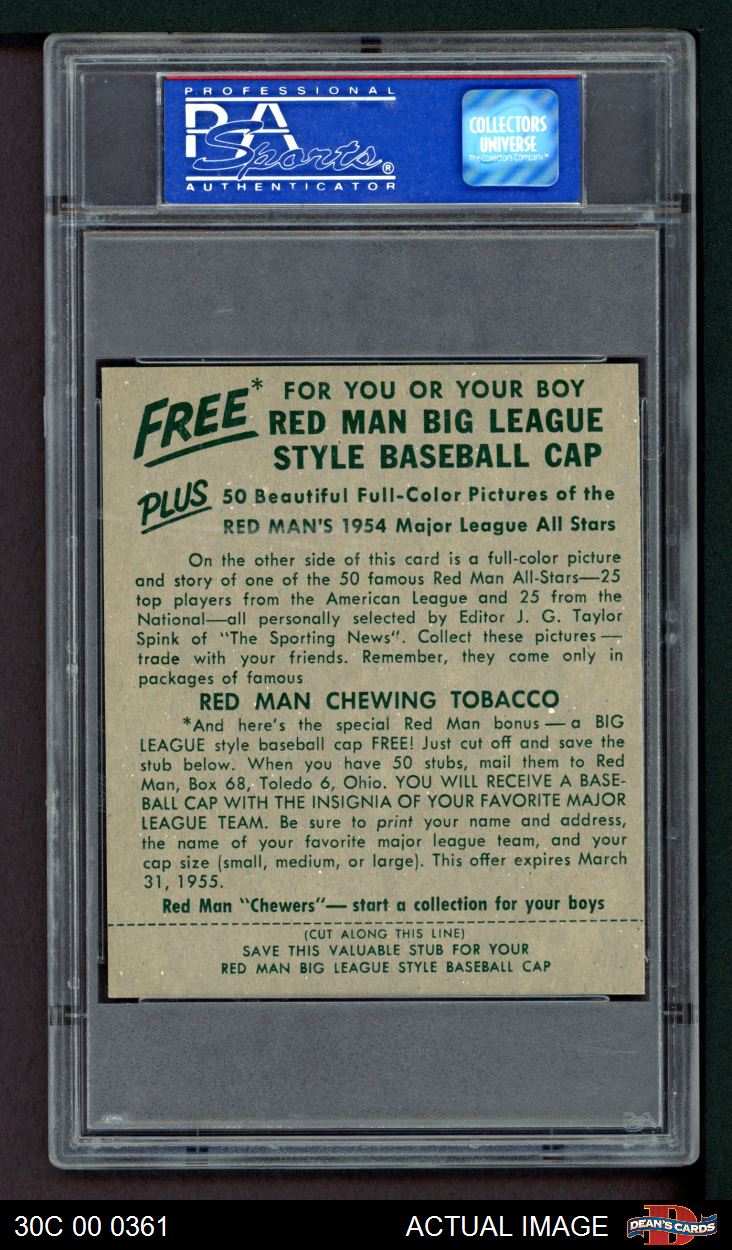 PROFESSIONAL
PSA
Sports®
AUTHENTICATOR
COLLECTORS
UNIVERSE
The Collectors Company™
FREE* FOR YOU OR YOUR BOY
RED MAN BIG LEAGUE
STYLE BASEBALL CAP
PLUS 50 Beautiful Full-Color Pictures of the
RED MAN'S 1954 Major League All Stars
On the other side of this card is a full-color picture
and story of one of the 50 famous Red Man All-Stars—25
top players from the American League and 25 from the
National—all personally selected by Editor J. G. Taylor
Spink of "The Sporting News". Collect these pictures—
trade with your friends. Remember, they come only in
packages of famous
RED MAN CHEWING TOBACCO
*And here's the special Red Man bonus—a BIG
LEAGUE style baseball cap FREE! Just cut off and save the
stub below. When you have 50 stubs, mail them to Red
Man, Box 68, Toledo 6, Ohio. YOU WILL RECEIVE A BASE-
BALL CAP WITH THE INSIGNIA OF YOUR FAVORITE MAJOR
LEAGUE TEAM. Be sure to print your name and address,
the name of your favorite major league team, and your
cap size (small, medium, or large). This offer expires March
31, 1955.
Red Man "Chewers"—start a collection for your boys
(CUT ALONG THIS LINE)
SAVE THIS VALUABLE STUB FOR YOUR
RED MAN BIG LEAGUE STYLE BASEBALL CAP
PSA
30C 00 0361
ACTUAL IMAGE
DEAN'S CARDS